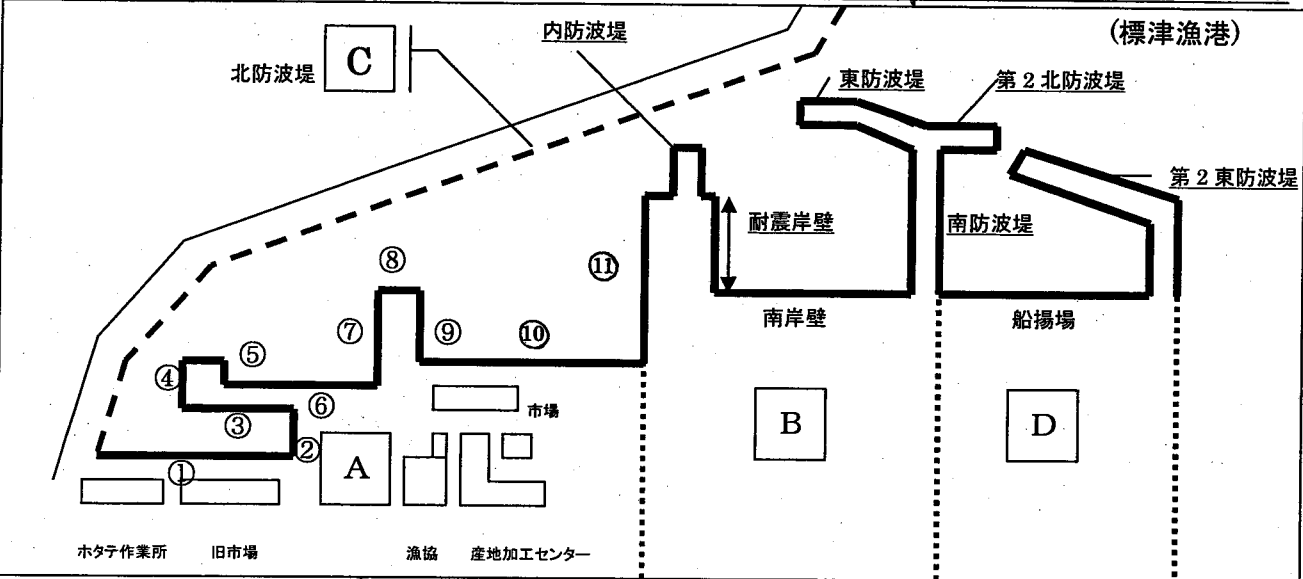 (標津漁港)
内防波堤
北防波堤
C
東防波堤
第2北防波堤
第2東防波堤
耐震岸壁
南防波堤
⑧
⑪
南岸壁
船揚場
⑦
⑨
⑩
⑤
④
⑥
③
市場
②
①
A
B
D
ホタテ作業所
旧市場
漁協
産地加工センター